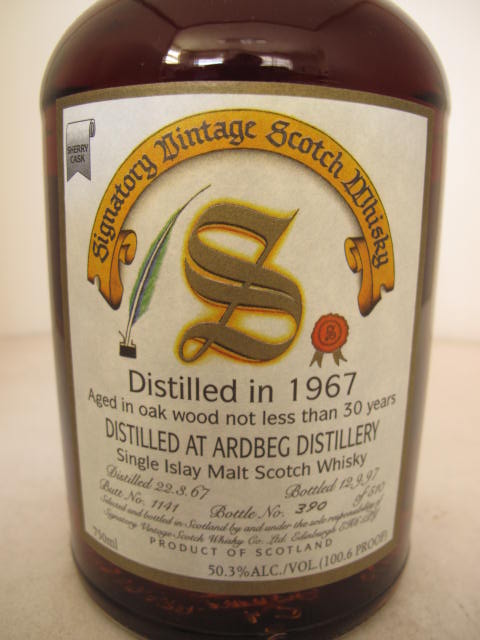 SHERRY
CASK
Signatory Vintage Scotch Whisky
S
S
Distilled in 1967
Aged in oak wood not less than 30 years
DISTILLED AT ARDBEG DISTILLERY
Single Islay Malt Scotch Whisky
Distilled 22.3.67 Bottled 12.9.97
Butt No. 1141 Bottle No. 390 of 510
Selected and bottled in Scotland by and under the sole responsibility of
Signatory Vintage Scotch Whisky Co. Ltd. Edinburgh
750ml PRODUCT OF SCOTLAND
50.3%ALC./VOL.(100.6 PROOF)